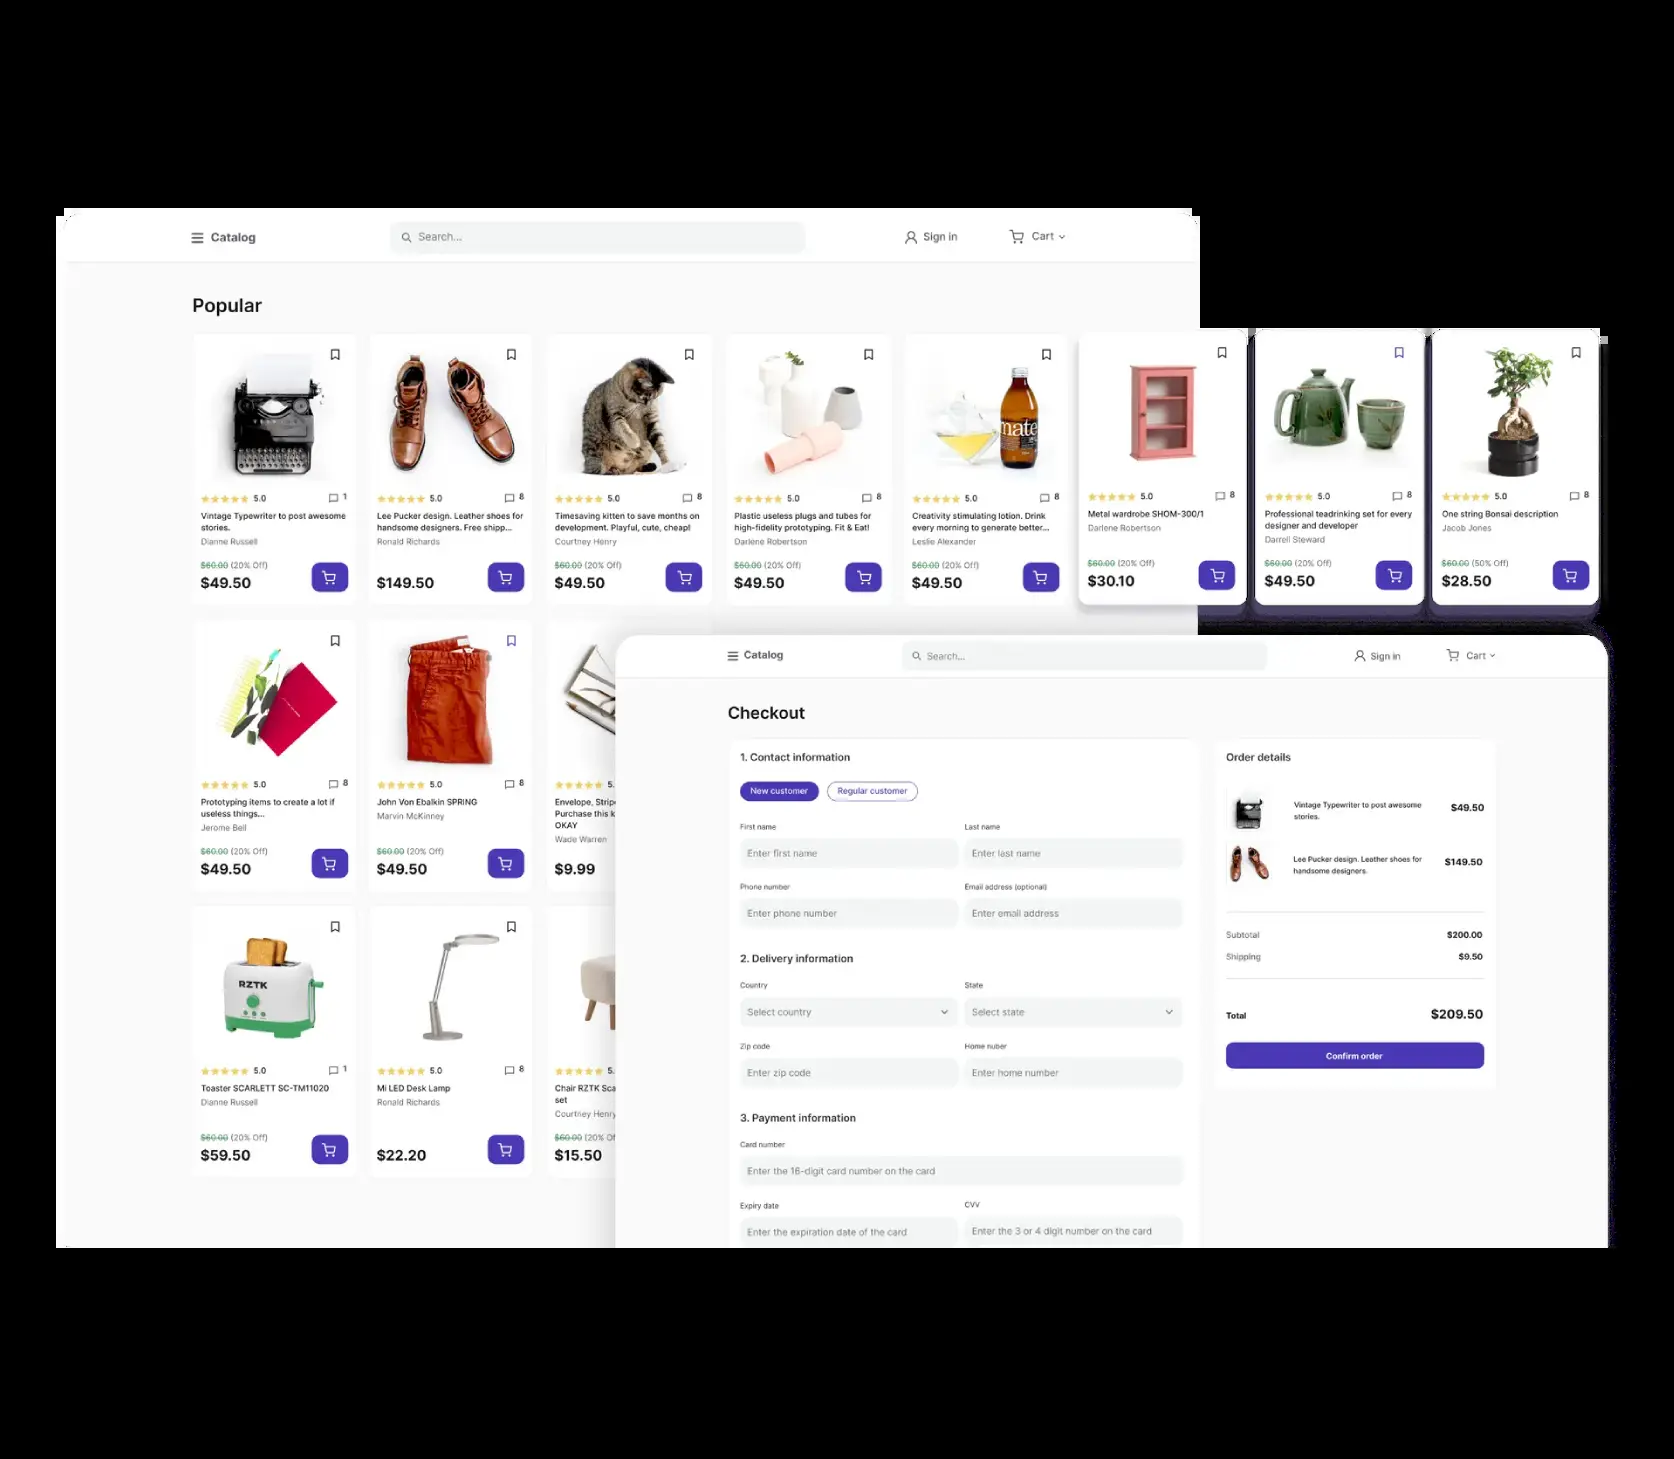 Catalog
Search...
Sign in
Cart
Popular
5.0 1
Vintage Typewriter to post awesome
stories.
Dianne Russell
$60.00 (20% Off)
$49.50
5.0 8
Lee Pucker design. Leather shoes for
handsome designers. Free shipp...
Ronald Richards
$149.50
5.0 8
Timesaving kitten to save months on
development. Playful, cute, cheap!
Courtney Henry
$60.00 (20% Off)
$49.50
5.0 8
Plastic useless plugs and tubes for
high-fidelity prototyping. Fit & Eat!
Darlene Robertson
$60.00 (20% Off)
$49.50
mate
5.0 8
Creativity stimulating lotion. Drink
every morning to generate better...
Leslie Alexander
$60.00 (20% Off)
$49.50
5.0 8
Metal wardrobe SHOM-300/1
Darlene Robertson
$60.00 (20% Off)
$30.10
5.0 8
Professional teadrinking set for every
designer and developer
Darrell Steward
$60.00 (20% Off)
$49.50
5.0 8
One string Bonsai description
Jacob Jones
$60.00 (50% Off)
$28.50
5.0 8
Prototyping items to create a lot if
useless things...
Jerome Bell
$60.00 (20% Off)
$49.50
5.0 8
John Von Ebalkin SPRING
Marvin McKinney
$60.00 (20% Off)
$49.50
5.
Envelope, Strip
Purchase this k
OKAY
Wade Warren
$9.99
RZTK
5.0 1
Toaster SCARLETT SC-TM11020
Dianne Russell
$60.00 (20% Off)
$59.50
5.0 8
Mi LED Desk Lamp
Ronald Richards
$22.20
5.
Chair RZTK Sca
set
Courtney Henry
$60.00 (20% Of
$15.50
Catalog
Search...
Sign in
Cart
Checkout
1. Contact information
New customer
Regular customer
First name
Last name
Enter first name
Enter last name
Phone number
Email address (optional)
Enter phone number
Enter email address
2. Delivery information
Country
State
Select country
Select state
Zip code
Home nuber
Enter zip code
Enter home number
3. Payment information
Card number
Enter the 16-digit card number on the card
Expiry date
CVV
Enter the expiration date of the card
Enter the 3 or 4 digit number on the card
Order details
Vintage Typewriter to post awesome
stories.
$49.50
Lee Pucker design. Leather shoes for
handsome designers.
$149.50
Subtotal $200.00
Shipping $9.50
Total $209.50
Confirm order